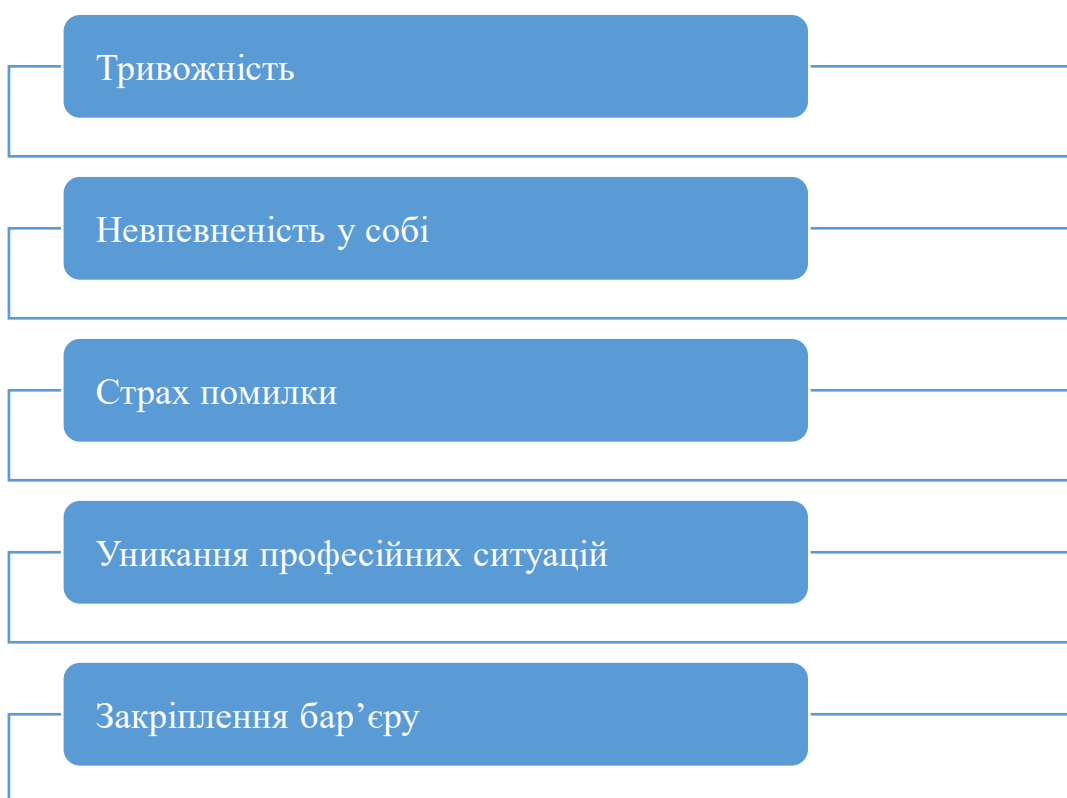 Тривожність
Невпевненість у собі
Страх помилки
Уникання професійних ситуацій
Закріплення бар’єру